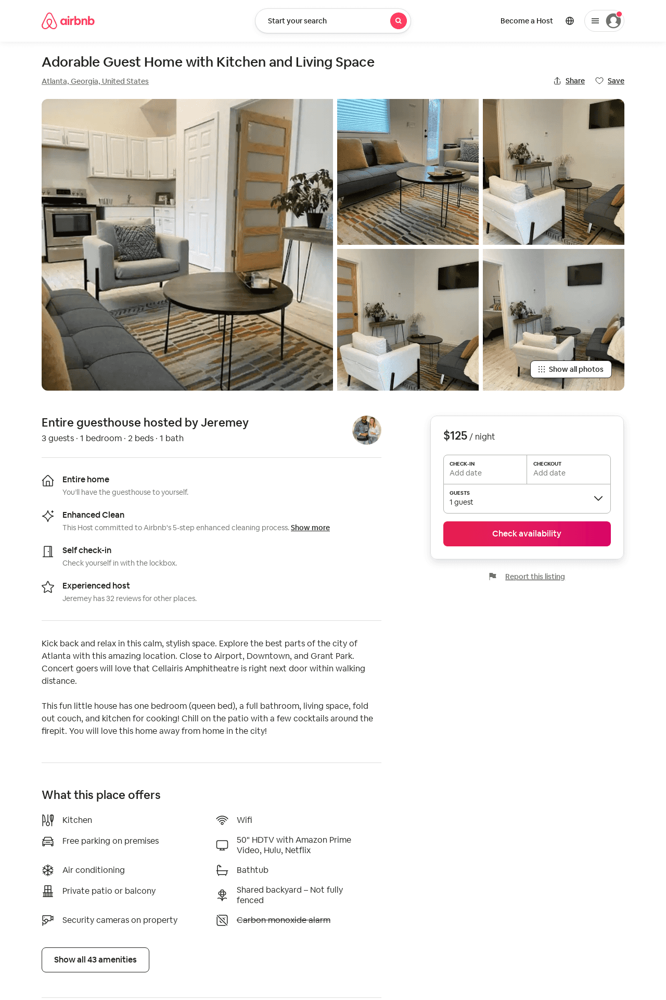 airbnb
Start your search
Become a Host
Adorable Guest Home with Kitchen and Living Space
Atlanta, Georgia, United States
Share
Save
Show all photos
Entire guesthouse hosted by Jeremey
3 guests · 1 bedroom · 2 beds · 1 bath
Entire home
You’ll have the guesthouse to yourself.
Enhanced Clean
This Host committed to Airbnb's 5-step enhanced cleaning process. Show more
Self check-in
Check yourself in with the lockbox.
Experienced host
Jeremey has 32 reviews for other places.
$125 / night
CHECK-IN
Add date
CHECKOUT
Add date
GUESTS
1 guest
Check availability
Report this listing
Kick back and relax in this calm, stylish space. Explore the best parts of the city of
Atlanta with this amazing location. Close to Airport, Downtown, and Grant Park.
Concert goers will love that Cellairis Amphitheatre is right next door within walking
distance.
This fun little house has one bedroom (queen bed), a full bathroom, living space, fold
out couch, and kitchen for cooking! Chill on the patio with a few cocktails around the
firepit. You will love this home away from home in the city!
What this place offers
Kitchen
Wifi
Free parking on premises
50" HDTV with Amazon Prime
Video, Hulu, Netflix
Air conditioning
Bathtub
Private patio or balcony
Shared backyard – Not fully
fenced
Security cameras on property
Carbon monoxide alarm
Show all 43 amenities